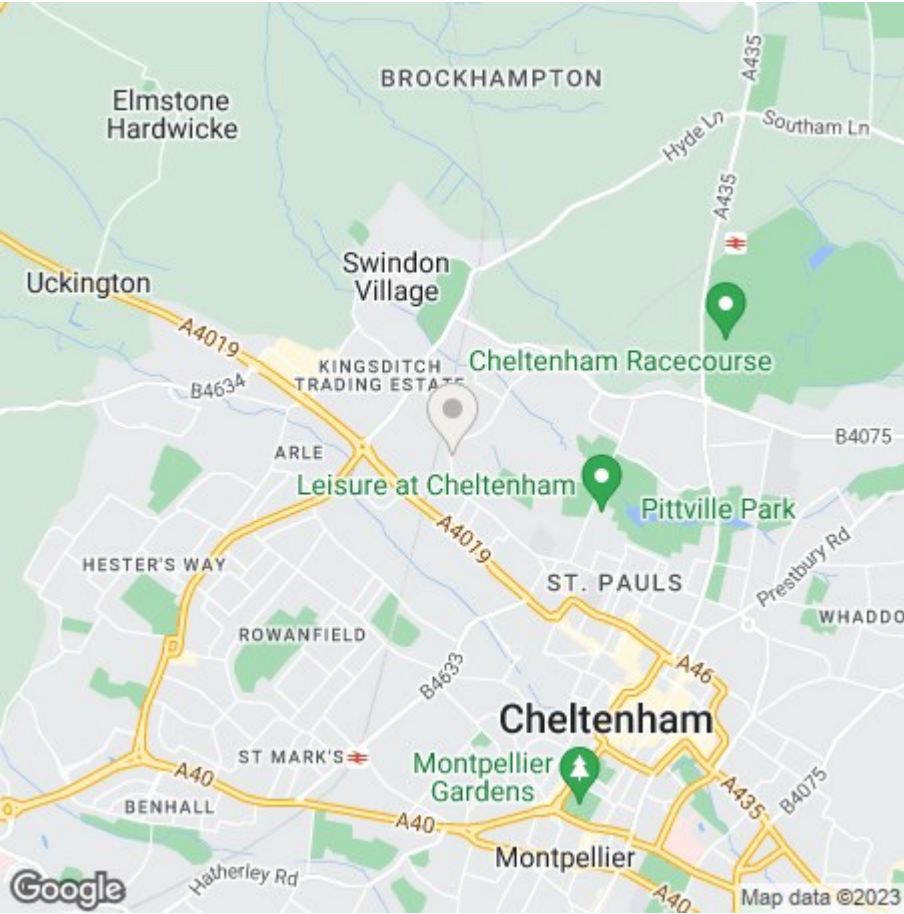 BROCKHAMPTON
A435
Elmstone
Hardwicke
Hyde Ln
Southam Ln
A435
Swindon
Village
Uckington
A4019
KINGSDITCH
TRADING ESTATE
Cheltenham Racecourse
B4634
B4075
ARLE
Leisure at Cheltenham
Pittville Park
A4019
HESTER'S WAY
ST. PAULS
Prestbury Rd
WHADDO
ROWANFIELD
B4633
A46
Cheltenham
ST MARK'S
Montpellier
Gardens
A40
A435
B4075
BENHALL
A40
Montpellier
Hatherley Rd
A40
Google
Map data ©2023